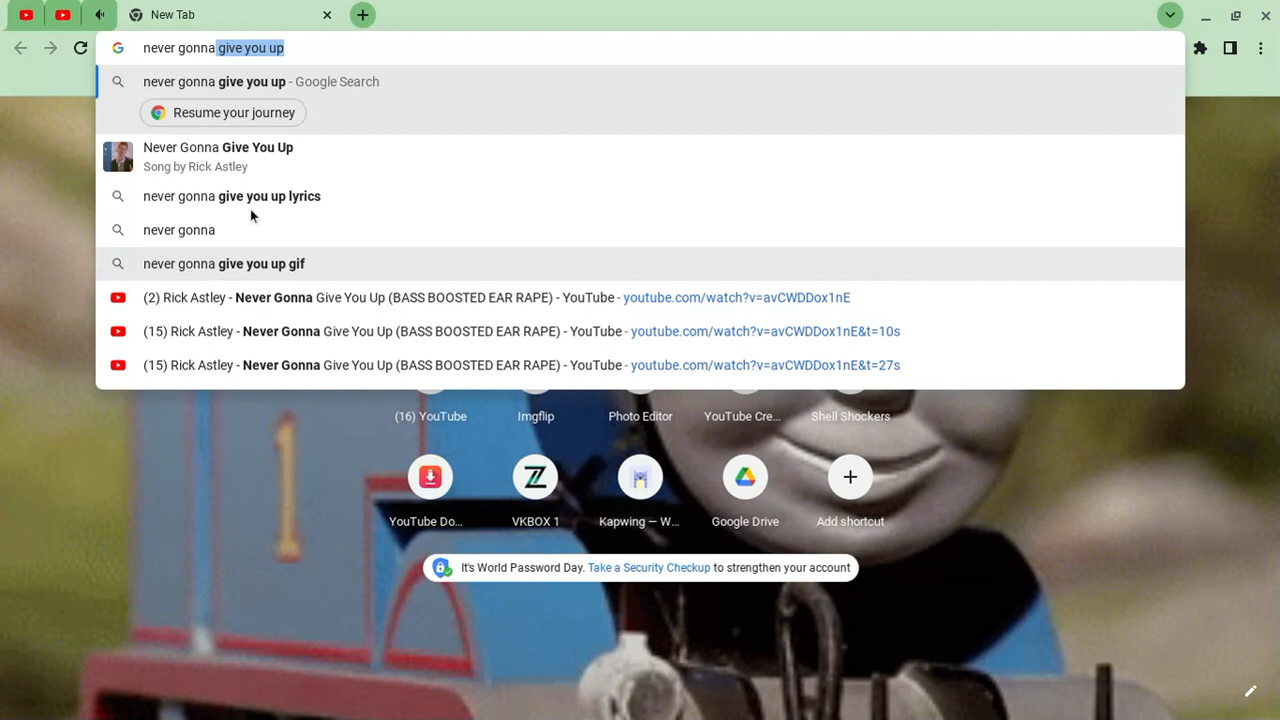 New Tab
never gonna give you up
never gonna give you up - Google Search
Resume your journey
Never Gonna Give You Up
Song by Rick Astley
never gonna give you up lyrics
never gonna
never gonna give you up gif
(2) Rick Astley - Never Gonna Give You Up (BASS BOOSTED EAR RAPE) - YouTube - youtube.com/watch?v=avCWDDox1nE
(15) Rick Astley - Never Gonna Give You Up (BASS BOOSTED EAR RAPE) - YouTube - youtube.com/watch?v=avCWDDox1nE&t=10s
(15) Rick Astley - Never Gonna Give You Up (BASS BOOSTED EAR RAPE) - YouTube - youtube.com/watch?v=avCWDDox1nE&t=27s
(16) YouTube Imgflip Photo Editor YouTube Cre... Shell Shockers
YouTube Do... VKBOX 1 Kapwing — W... Google Drive Add shortcut
It's World Password Day. Take a Security Checkup to strengthen your account
1